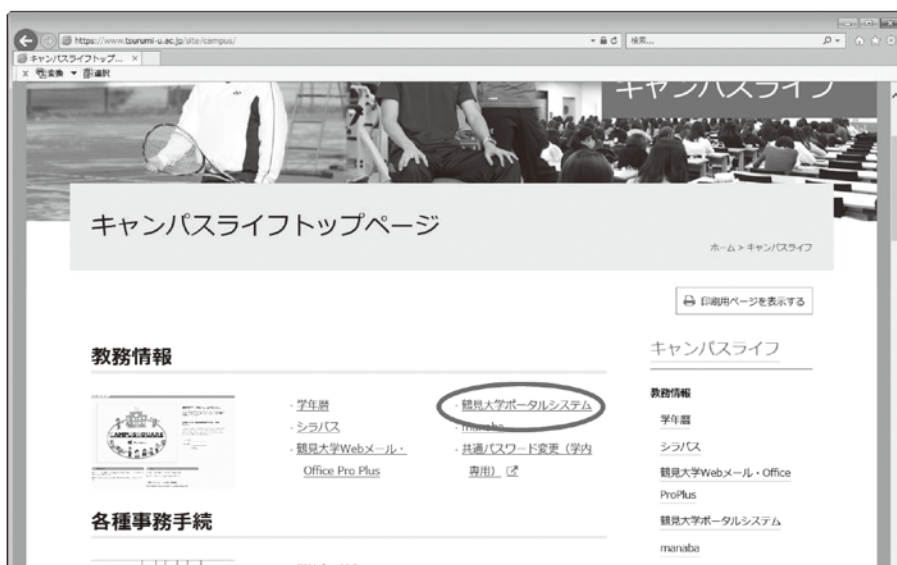 https://www.tsurumi-u.ac.jp/site/campus/
検索...
キャンパスライフトップ... ×
× 変換 ▼ 選択
キャンパスライフ
キャンパスライフトップページ
ホーム > キャンパスライフ
印刷用ページを表示する
教務情報
・学年暦
・シラバス
・鶴見大学Webメール・
Office Pro Plus
・鶴見大学ポータルシステム
・manaba
・共通パスワード変更（学内
専用）
CAMPUSSQUARE
各種事務手続
キャンパスライフ
教務情報
学年暦
シラバス
鶴見大学Webメール・Office
ProPlus
鶴見大学ポータルシステム
manaba